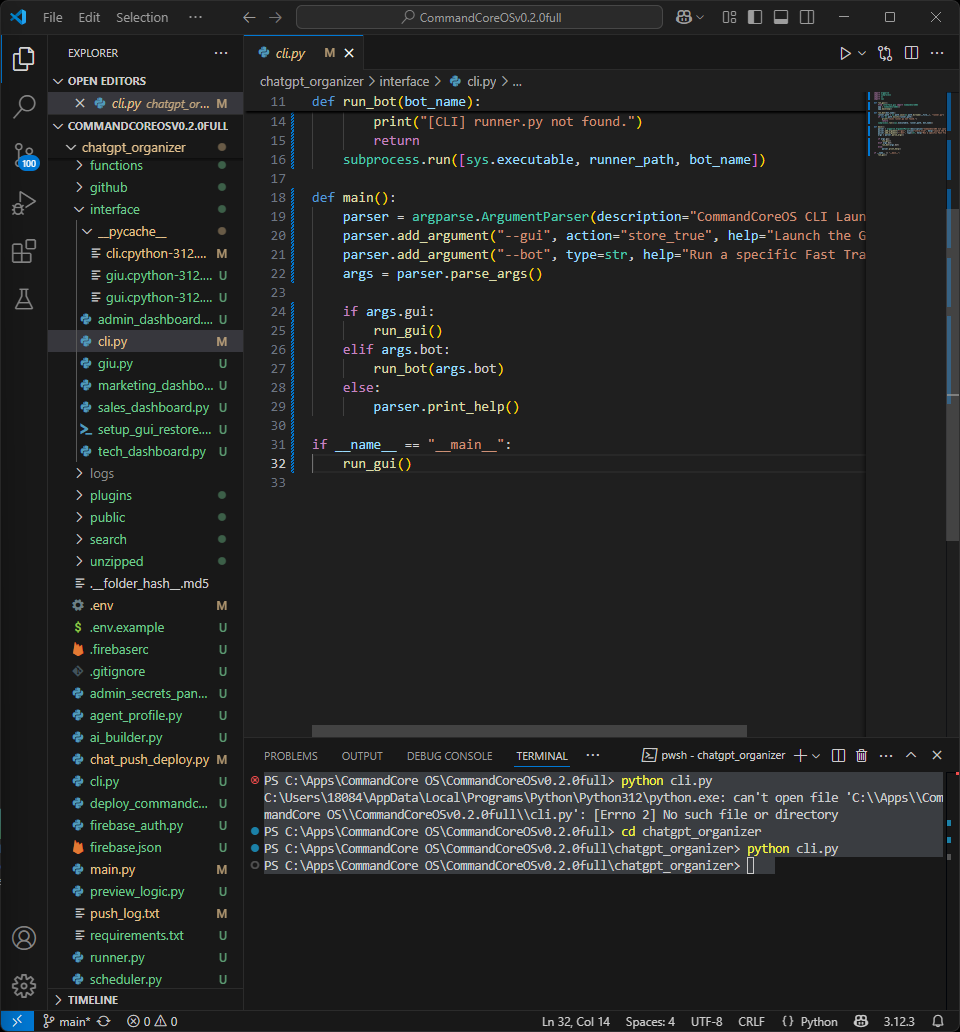 File Edit Selection ··· CommandCoreOSv0.2.0full
EXPLORER ···
OPEN EDITORS
cli.py chatgpt_or... M
COMMANDCOREOSV0.2.0FULL
chatgpt_organizer
functions
github
interface
__pycache__
cli.cpython-312.... M
giu.cpython-312.... U
gui.cpython-312.... U
admin_dashboard.... U
cli.py M
giu.py U
marketing_dashbo... U
sales_dashboard.py U
setup_gui_restore.... U
tech_dashboard.py U
logs
plugins
public
search
unzipped
.__folder_hash__.md5
.env M
.env.example U
.firebaserc U
.gitignore U
admin_secrets_pan... U
agent_profile.py U
ai_builder.py U
chat_push_deploy.py M
cli.py U
deploy_commandc... U
firebase_auth.py U
firebase.json U
main.py M
preview_logic.py U
push_log.txt M
requirements.txt U
runner.py U
scheduler.py U
TIMELINE
100
cli.py M
chatgpt_organizer > interface > cli.py > ...
11 def run_bot(bot_name):
14 print("[CLI] runner.py not found.")
15 return
16 subprocess.run([sys.executable, runner_path, bot_name])
17
18 def main():
19 parser = argparse.ArgumentParser(description="CommandCoreOS CLI Laun
20 parser.add_argument("--gui", action="store_true", help="Launch the G
21 parser.add_argument("--bot", type=str, help="Run a specific Fast Tra
22 args = parser.parse_args()
23
24 if args.gui:
25 run_gui()
26 elif args.bot:
27 run_bot(args.bot)
28 else:
29 parser.print_help()
30
31 if __name__ == "__main__":
32 run_gui()
33
PROBLEMS OUTPUT DEBUG CONSOLE TERMINAL ··· pwsh - chatgpt_organizer
PS C:\Apps\CommandCore OS\CommandCoreOSv0.2.0full> python cli.py
C:\Users\18084\AppData\Local\Programs\Python\Python312\python.exe: can't open file 'C:\\Apps\\Com
mandCore OS\\CommandCoreOSv0.2.0full\\cli.py': [Errno 2] No such file or directory
PS C:\Apps\CommandCore OS\CommandCoreOSv0.2.0full> cd chatgpt_organizer
PS C:\Apps\CommandCore OS\CommandCoreOSv0.2.0full\chatgpt_organizer> python cli.py
PS C:\Apps\CommandCore OS\CommandCoreOSv0.2.0full\chatgpt_organizer>
main* 0 0 Ln 32, Col 14 Spaces: 4 UTF-8 CRLF {} Python 3.12.3